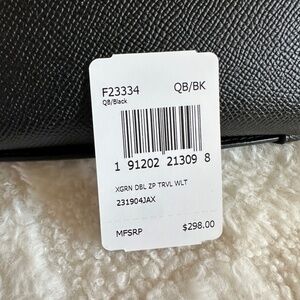 F23334 QB/BK
QB/Black
1 91202 21309 8
XGRN DBL ZP TRVL WLT
231904JAX
MFSRP $298.00